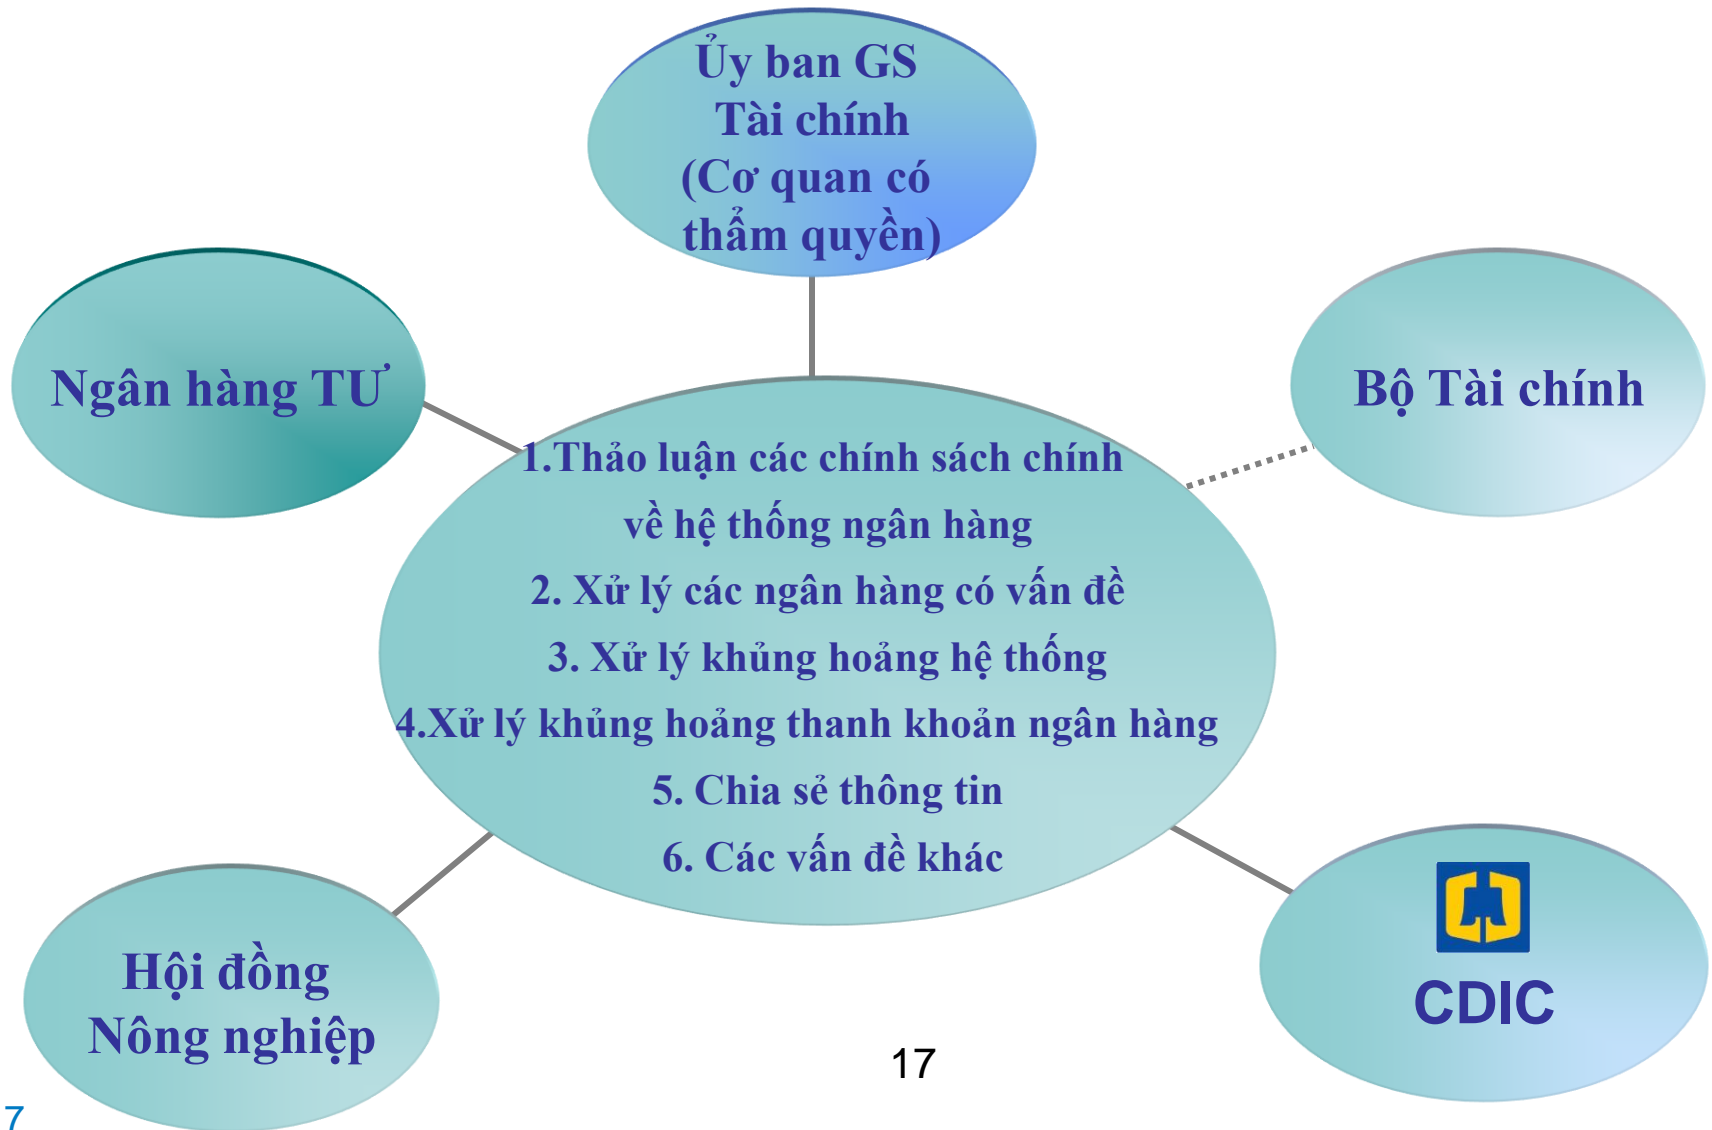 Ủy ban GS
Tài chính
(Cơ quan có
thẩm quyền)
Ngân hàng TƯ
Bộ Tài chính
1.Thảo luận các chính sách chính
về hệ thống ngân hàng
2. Xử lý các ngân hàng có vấn đề
3. Xử lý khủng hoảng hệ thống
4.Xử lý khủng hoảng thanh khoản ngân hàng
5. Chia sẻ thông tin
6. Các vấn đề khác
Hội đồng
Nông nghiệp
CDIC
17
7